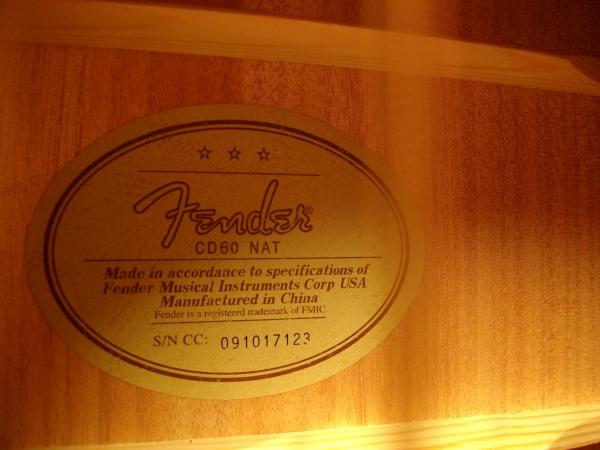 Fender®
CD60 NAT
Made in accordance to specifications of
Fender Musical Instruments Corp USA
Manufactured in China
Fender is a registered trademark of FMIC
S/N CC: 091017123